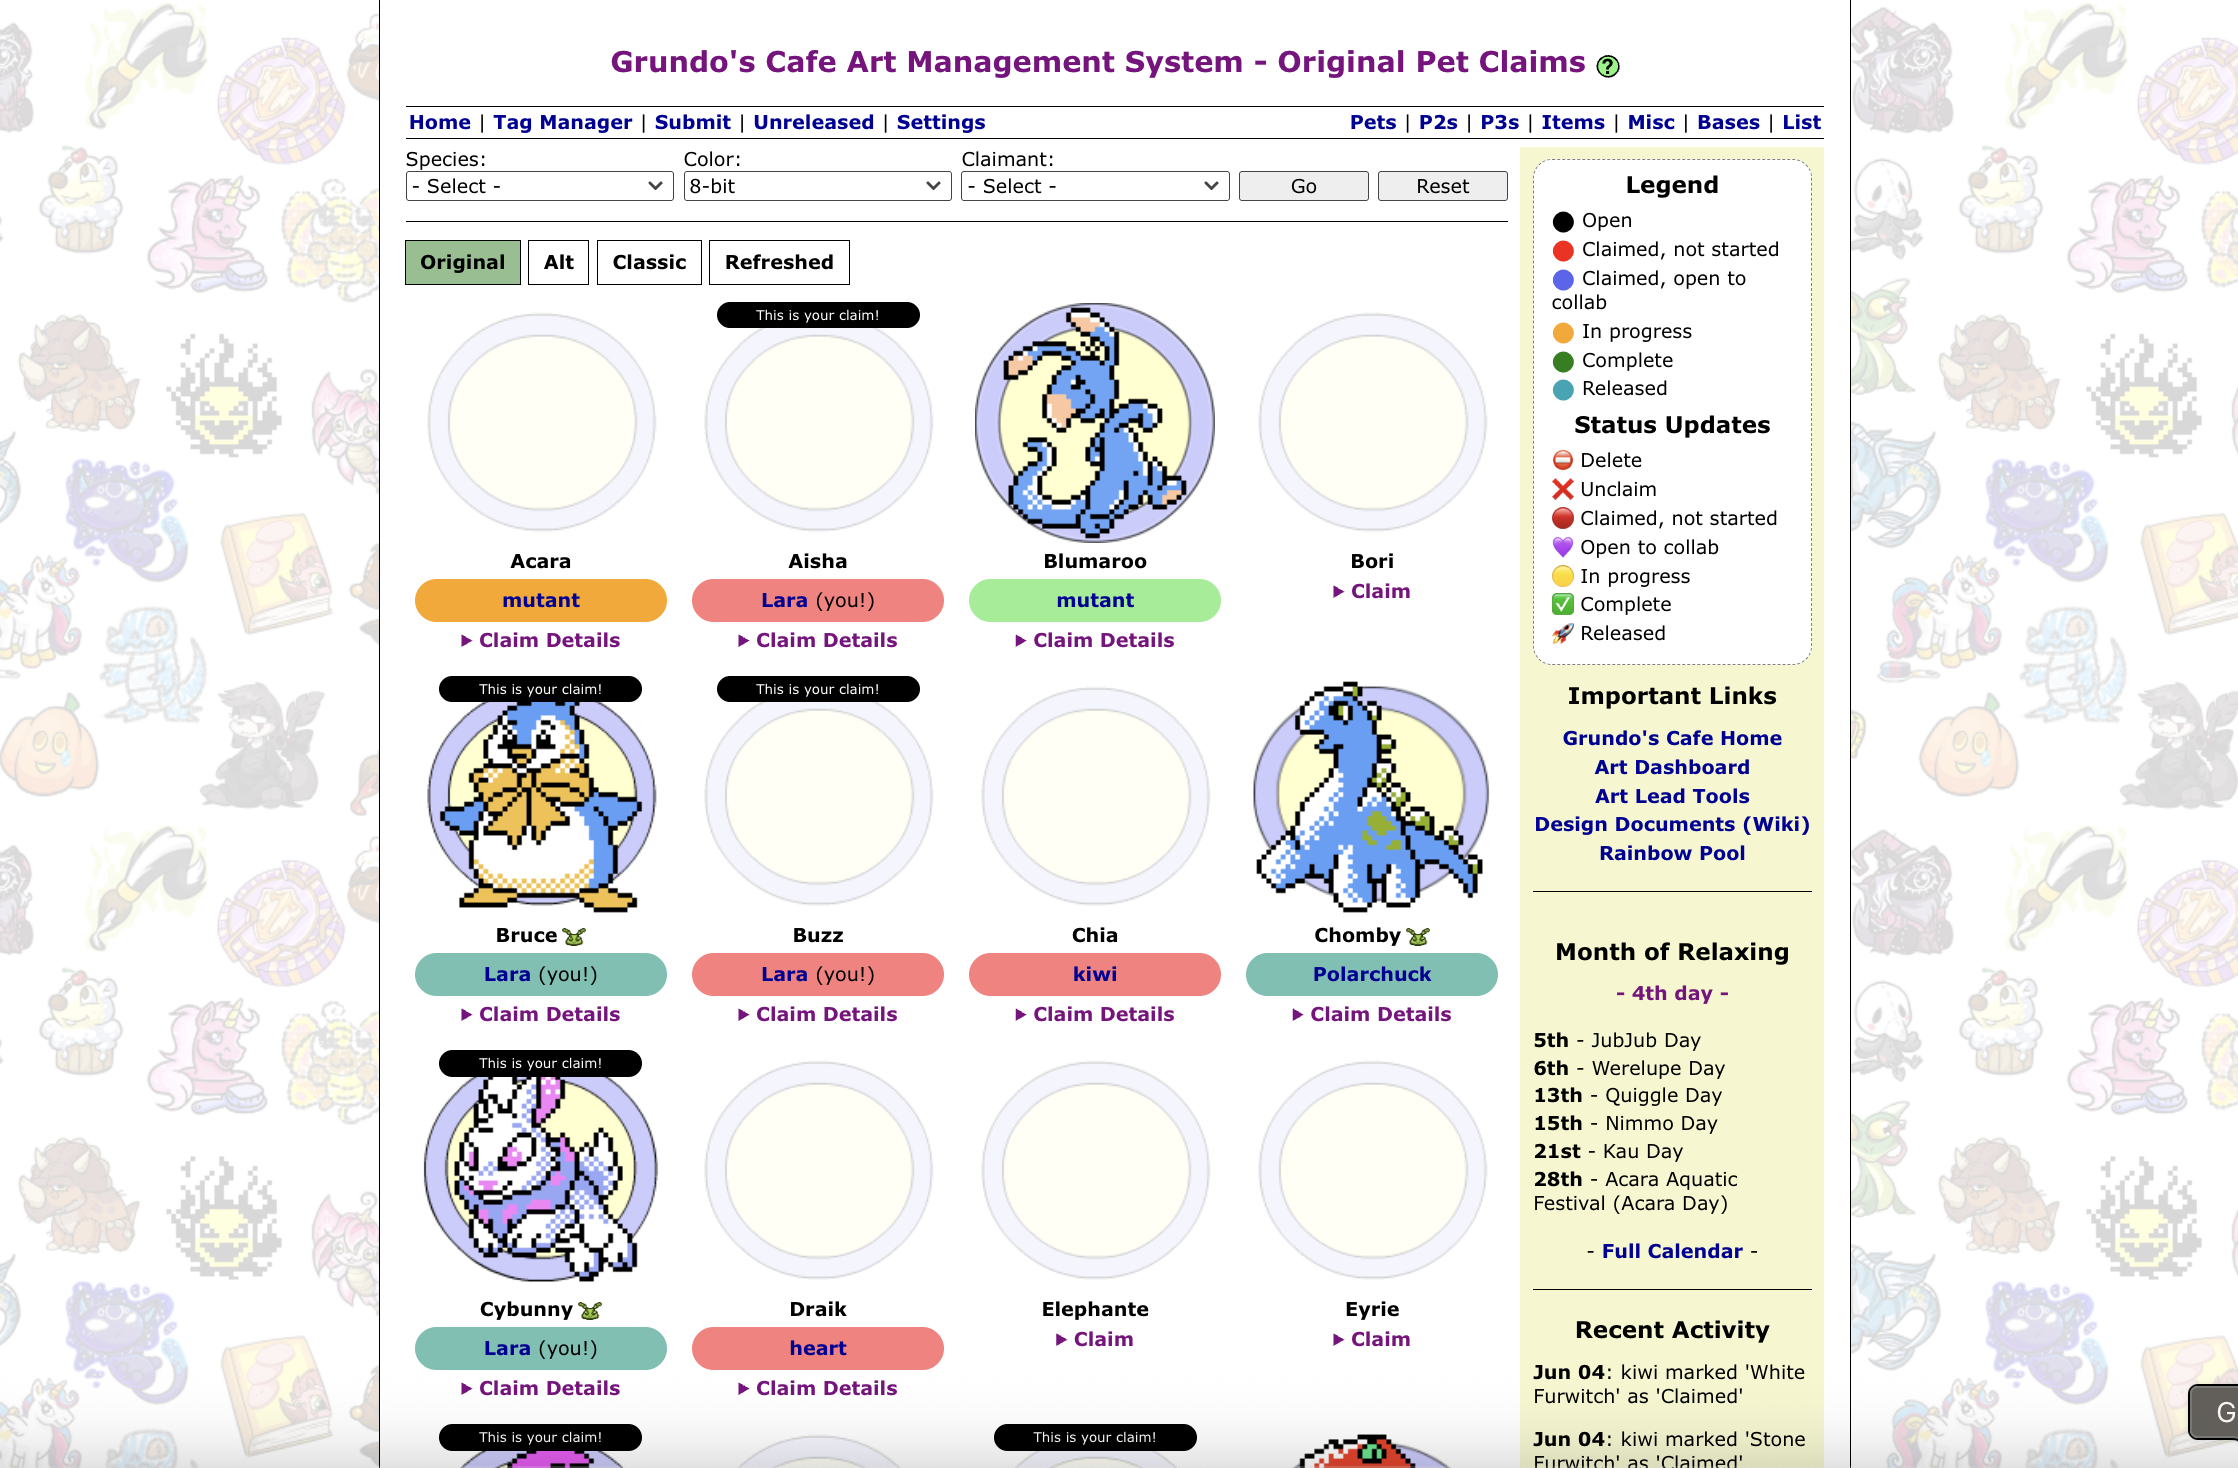 Grundo's Cafe Art Management System - Original Pet Claims ?
Home | Tag Manager | Submit | Unreleased | Settings
Pets | P2s | P3s | Items | Misc | Bases | List
Species:
- Select -
Color:
8-bit
Claimant:
- Select -
Go
Reset
Original
Alt
Classic
Refreshed
This is your claim!
Acara
Aisha
Blumaroo
Bori
mutant
Lara (you!)
mutant
Claim
Claim Details
Claim Details
Claim Details
This is your claim!
This is your claim!
Bruce
Buzz
Chia
Chomby
Lara (you!)
Lara (you!)
kiwi
Polarchuck
Claim Details
Claim Details
Claim Details
Claim Details
This is your claim!
Cybunny
Draik
Elephante
Eyrie
Lara (you!)
heart
Claim
Claim
Claim Details
Claim Details
This is your claim!
This is your claim!
Legend
Open
Claimed, not started
Claimed, open to
collab
In progress
Complete
Released
Status Updates
Delete
Unclaim
Claimed, not started
Open to collab
In progress
Complete
Released
Important Links
Grundo's Cafe Home
Art Dashboard
Art Lead Tools
Design Documents (Wiki)
Rainbow Pool
Month of Relaxing
- 4th day -
5th - JubJub Day
6th - Werelupe Day
13th - Quiggle Day
15th - Nimmo Day
21st - Kau Day
28th - Acara Aquatic
Festival (Acara Day)
- Full Calendar -
Recent Activity
Jun 04: kiwi marked 'White
Furwitch' as 'Claimed'
Jun 04: kiwi marked 'Stone
Furwitch' as 'Claimed'
G